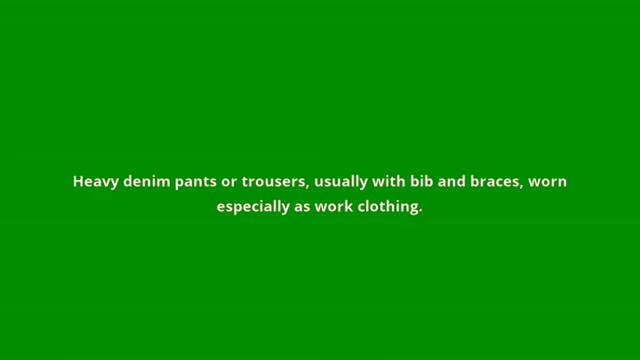 Heavy denim pants or trousers, usually with bib and braces, worn
especially as work clothing.